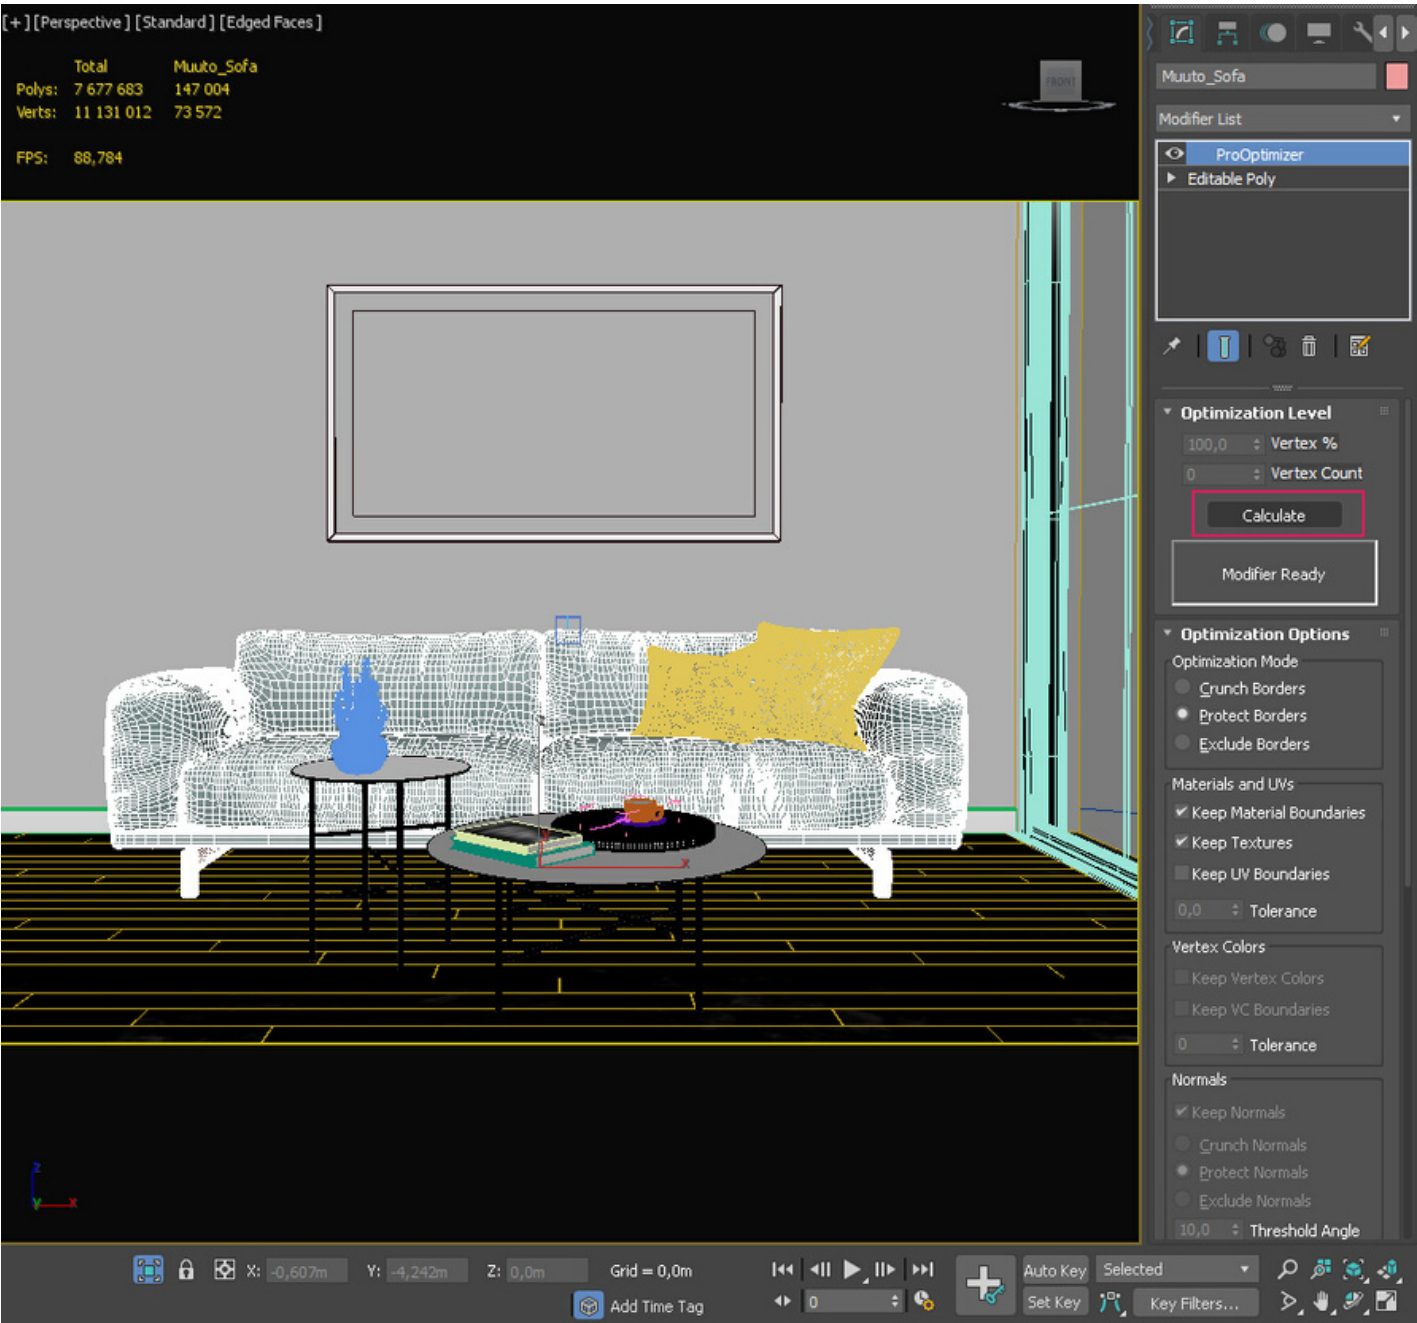 [+] [Perspective] [Standard] [Edged Faces]
Total Muuto_Sofa
Polys: 7 677 683 147 004
Verts: 11 131 012 73 572
FPS: 88,784
FRONT
Muuto_Sofa
Modifier List
ProOptimizer
Editable Poly
Optimization Level
100,0 Vertex %
0 Vertex Count
Calculate
Modifier Ready
Optimization Options
Optimization Mode
Crunch Borders
Protect Borders
Exclude Borders
Materials and UVs
Keep Material Boundaries
Keep Textures
Keep UV Boundaries
0,0 Tolerance
Vertex Colors
Keep Vertex Colors
Keep VC Boundaries
0 Tolerance
Normals
Keep Normals
Crunch Normals
Protect Normals
Exclude Normals
10,0 Threshold Angle
x
z
y x
X: -0,607m Y: -4,242m Z: 0,0m Grid = 0,0m
Auto Key Selected
Add Time Tag
0
Set Key Key Filters...